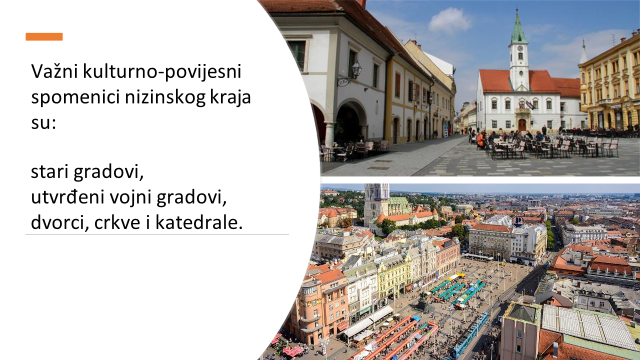 Važni kulturno-povijesni
spomenici nizinskog kraja
su:
stari gradovi,
utvrđeni vojni gradovi,
dvorci, crkve i katedrale.